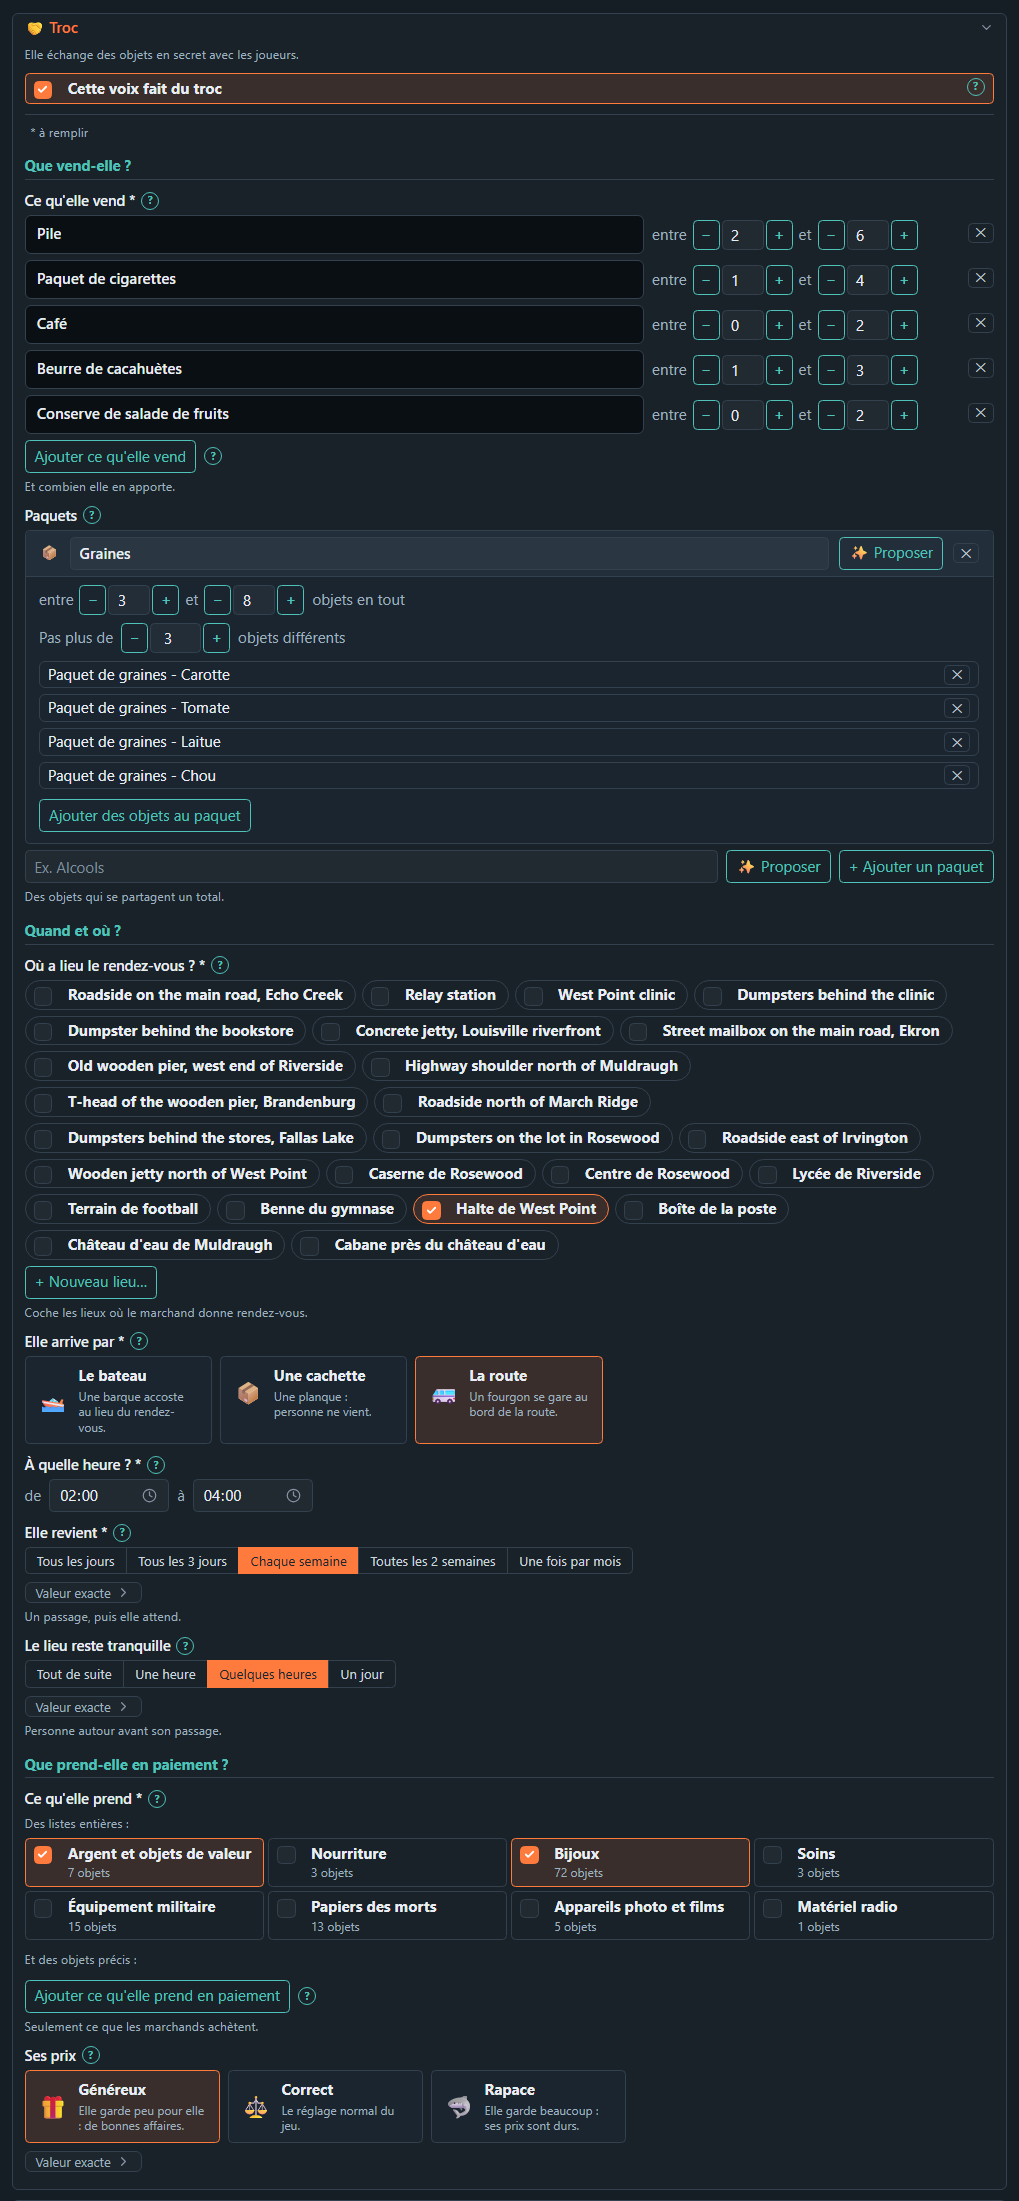 Troc
Elle échange des objets en secret avec les joueurs.
Cette voix fait du troc ?
* à remplir
Que vend-elle ?
Ce qu'elle vend * ?
Pile entre − 2 + et − 6 + ×
Paquet de cigarettes entre − 1 + et − 4 + ×
Café entre − 0 + et − 2 + ×
Beurre de cacahuètes entre − 1 + et − 3 + ×
Conserve de salade de fruits entre − 0 + et − 2 + ×
Ajouter ce qu'elle vend ?
Et combien elle en apporte.
Paquets ?
Graines Proposer ×
entre − 3 + et − 8 + objets en tout
Pas plus de − 3 + objets différents
Paquet de graines - Carotte ×
Paquet de graines - Tomate ×
Paquet de graines - Laitue ×
Paquet de graines - Chou ×
Ajouter des objets au paquet
Ex. Alcools Proposer + Ajouter un paquet
Des objets qui se partagent un total.
Quand et où ?
Où a lieu le rendez-vous ? * ?
Roadside on the main road, Echo Creek Relay station West Point clinic Dumpsters behind the clinic
Dumpster behind the bookstore Concrete jetty, Louisville riverfront Street mailbox on the main road, Ekron
Old wooden pier, west end of Riverside Highway shoulder north of Muldraugh
T-head of the wooden pier, Brandenburg Roadside north of March Ridge
Dumpsters behind the stores, Fallas Lake Dumpsters on the lot in Rosewood Roadside east of Irvington
Wooden jetty north of West Point Caserne de Rosewood Centre de Rosewood Lycée de Riverside
Terrain de football Benne du gymnase Halte de West Point Boîte de la poste
Château d'eau de Muldraugh Cabane près du château d'eau
+ Nouveau lieu...
Coche les lieux où le marchand donne rendez-vous.
Elle arrive par * ?
Le bateau
Une barque accoste
au lieu du rendez-
vous.
Une cachette
Une planque :
personne ne vient.
La route
Un fourgon se gare au
bord de la route.
À quelle heure ? * ?
de 02:00 à 04:00
Elle revient * ?
Tous les jours Tous les 3 jours Chaque semaine Toutes les 2 semaines Une fois par mois
Valeur exacte
Un passage, puis elle attend.
Le lieu reste tranquille ?
Tout de suite Une heure Quelques heures Un jour
Valeur exacte
Personne autour avant son passage.
Que prend-elle en paiement ?
Ce qu'elle prend * ?
Des listes entières :
Argent et objets de valeur Nourriture Bijoux Soins
7 objets 3 objets 72 objets 3 objets
Équipement militaire Papiers des morts Appareils photo et films Matériel radio
15 objets 13 objets 5 objets 1 objets
Et des objets précis :
Ajouter ce qu'elle prend en paiement ?
Seulement ce que les marchands achètent.
Ses prix ?
Généreux
Elle garde peu pour elle
: de bonnes affaires.
Correct
Le réglage normal du
jeu.
Rapace
Elle garde beaucoup :
ses prix sont durs.
Valeur exacte